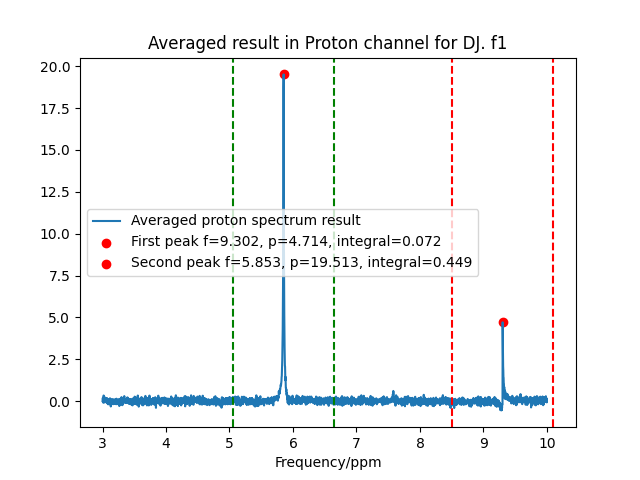 Averaged result in Proton channel for DJ. f1
20.0
17.5
15.0
12.5
10.0
7.5
5.0
2.5
0.0
Averaged proton spectrum result
First peak f=9.302, p=4.714, integral=0.072
Second peak f=5.853, p=19.513, integral=0.449
3 4 5 6 7 8 9 10
Frequency/ppm